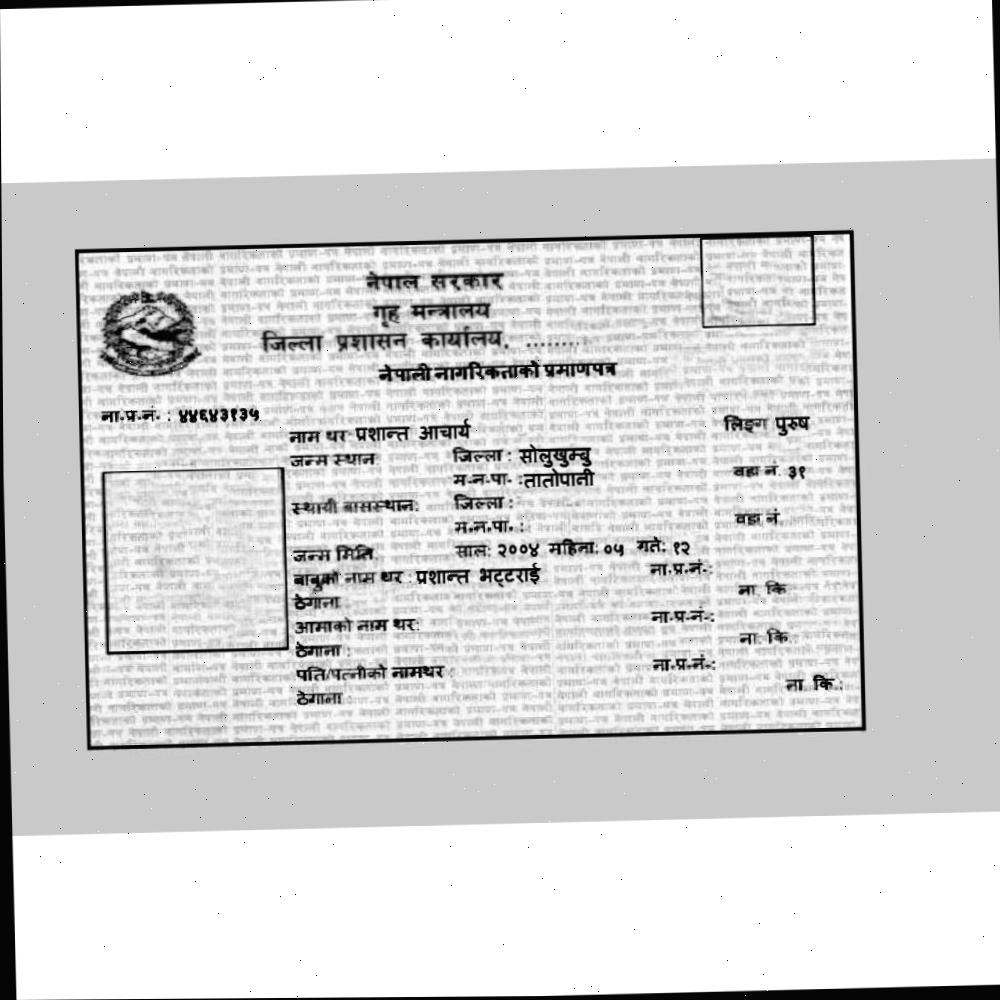 नेपाल सरकार
गृह मन्त्रालय
जिल्ला प्रशासन कार्यालय, ........
नेपाली नागरिकताको प्रमाणपत्र
ना.प्र.नं. : ४४६४३१३५
लिङ्ग पुरुष
नाम थर प्रशान्त आचार्य
जन्म स्थान जिल्ला : सोलुखुम्बु
म.न.पा. : तातोपानी वडा नं. ३१
स्थायी बासस्थान: जिल्ला :
म.न.पा. : वडा नं
जन्म मिति साल: २००४ महिना: ०५ गते: १२
बाबुको नाम थर : प्रशान्त भट्टराई ना.प्र.नं.:
ठेगाना ना. कि
आमाको नाम थर: ना.प्र.नं.:
ठेगाना : ना. कि.
पति/पत्नीको नामथर : ना.प्र.नं.:
ठेगाना : ना. कि.: